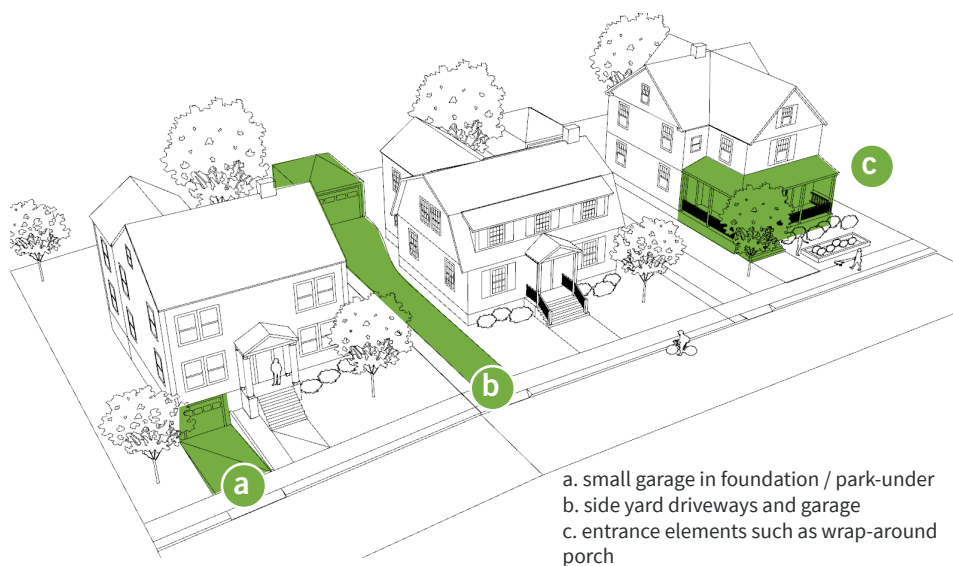 c
b
a
a. small garage in foundation / park-under
b. side yard driveways and garage
c. entrance elements such as wrap-around
porch